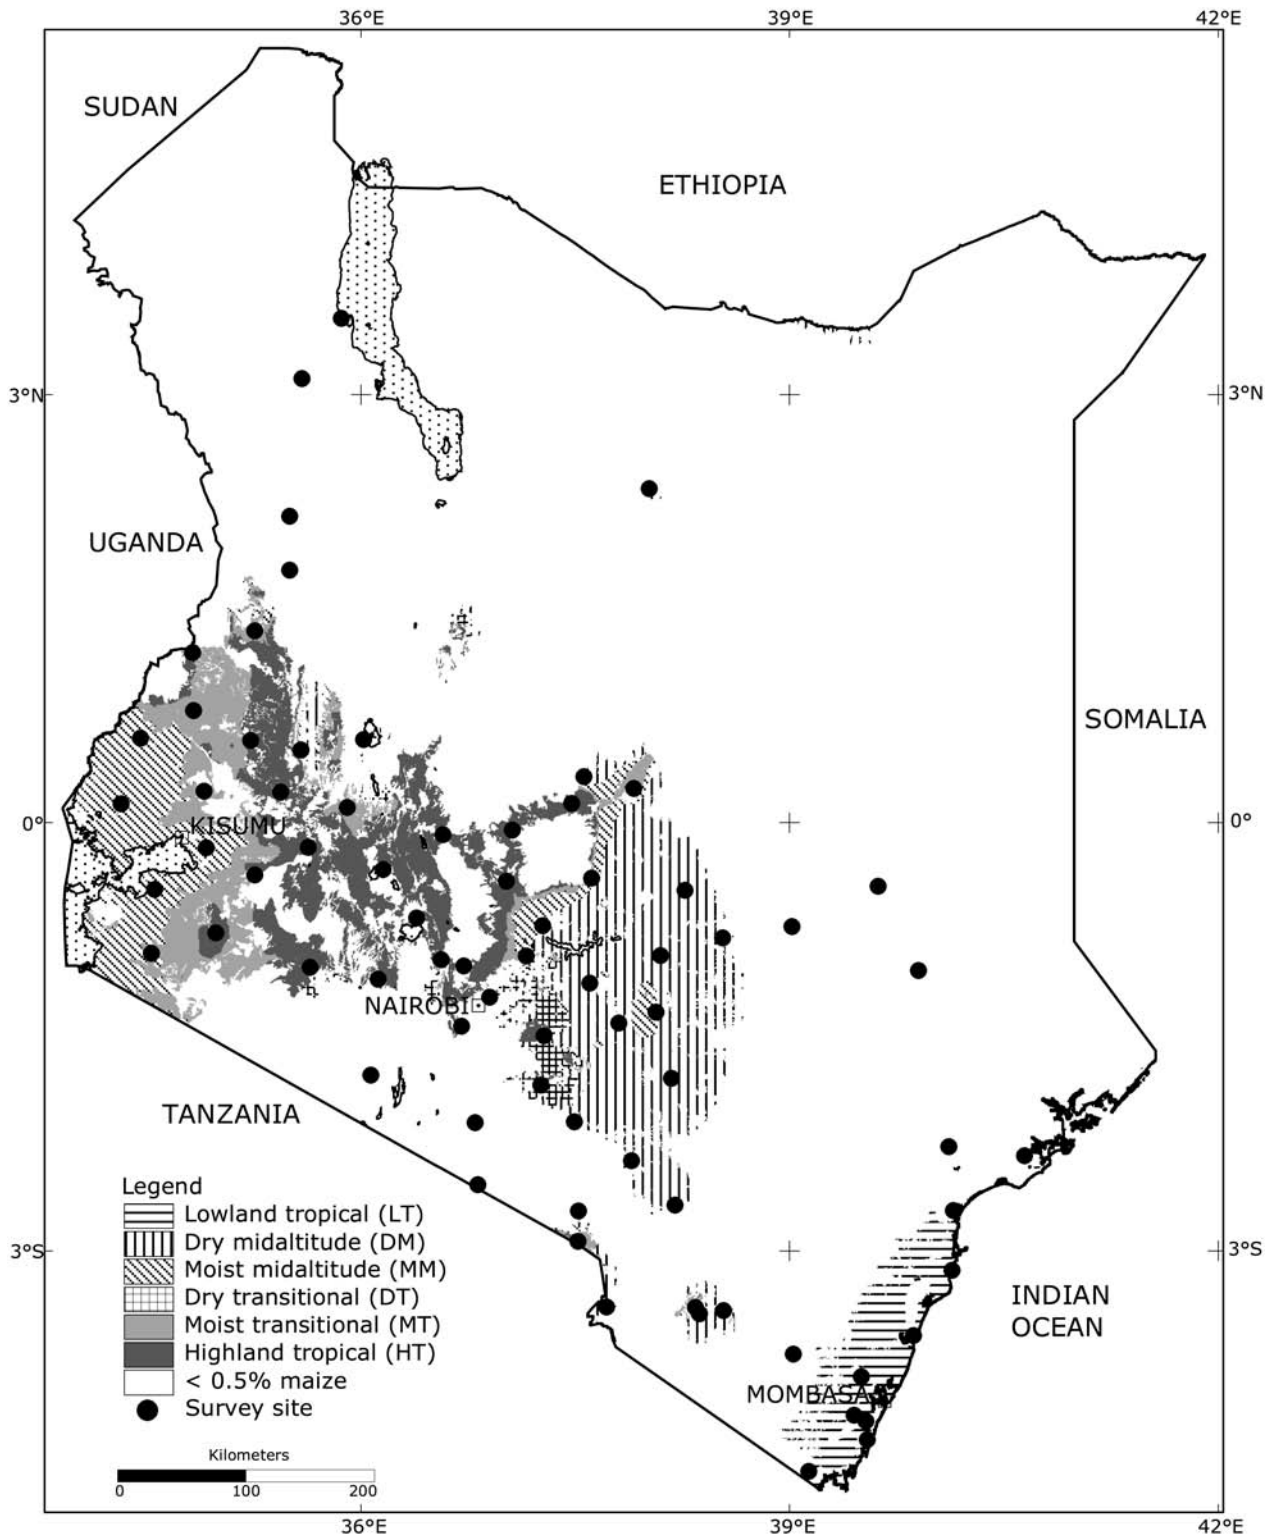 36°E 39°E 42°E
SUDAN
ETHIOPIA
3°N 3°N
UGANDA
SOMALIA
0° 0°
KISUMU
NAIROBI
TANZANIA
Legend
Lowland tropical (LT)
Dry midaltitude (DM)
3°S 3°S
Moist midaltitude (MM)
Dry transitional (DT)
Moist transitional (MT)
Highland tropical (HT)
< 0.5% maize
Survey site
INDIAN
OCEAN
MOMBASA
Kilometers
0 100 200
36°E 39°E 42°E